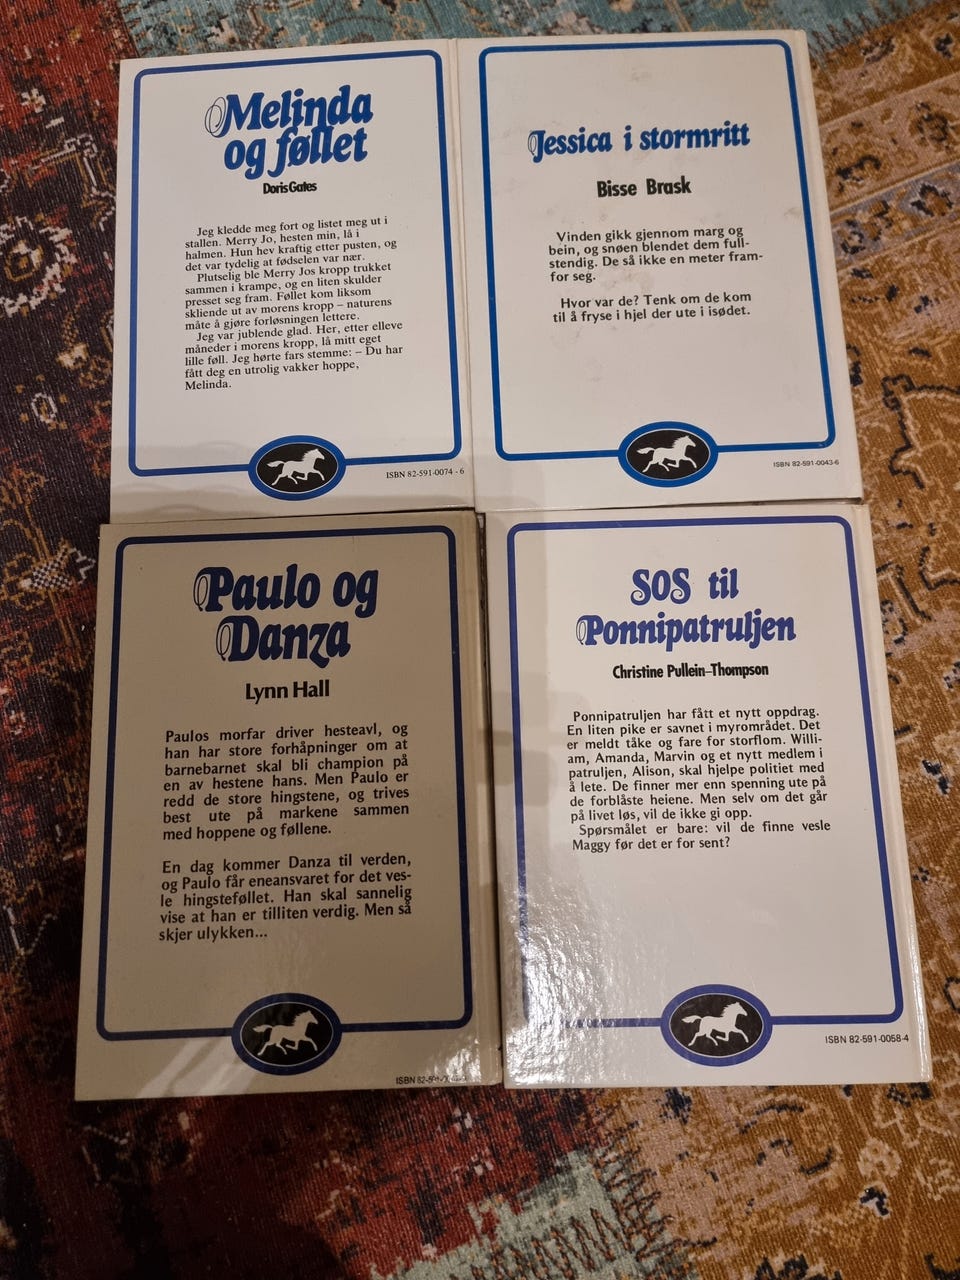 Melinda
og føllet
Doris Gates
Jeg kledde meg fort og listet meg ut i
stallen. Merry Jo, hesten min, lå i
halmen. Hun hev kraftig etter pusten, og
det var tydelig at fødselen var nær.
Plutselig ble Merry Jos kropp trukket
sammen i krampe, og en liten skulder
presset seg fram. Føllet kom liksom
skliende ut av morens kropp – naturens
måte å gjøre forløsningen lettere.
Jeg var jublende glad. Her, etter elleve
måneder i morens kropp, lå mitt eget
lille føll. Jeg hørte fars stemme: – Du har
fått deg en utrolig vakker hoppe,
Melinda.
ISBN 82-591-0074 - 6
Jessica i stormritt
Bisse Brask
Vinden gikk gjennom marg og
bein, og snøen blendet dem full-
stendig. De så ikke en meter fram-
for seg.
Hvor var de? Tenk om de kom
til å fryse i hjel der ute i isødet.
ISBN 82-591-0043-6
Paulo og
Danza
Lynn Hall
Paulos morfar driver hesteavl, og
han har store forhåpninger om at
barnebarnet skal bli champion på
en av hestene hans. Men Paulo er
redd de store hingstene, og trives
best ute på markene sammen
med hoppene og føllene.
En dag kommer Danza til verden,
og Paulo får eneansvaret for det ves-
le hingsteføllet. Han skal sannelig
vise at han er tilliten verdig. Men så
skjer ulykken...
ISBN
SOS til
Ponnipatruljen
Christine Pullein-Thompson
Ponnipatruljen har fått et nytt oppdrag.
En liten pike er savnet i myrområdet. Det
er meldt tåke og fare for storflom. Willi-
am, Amanda, Marvin og et nytt medlem i
patruljen, Alison, skal hjelpe politiet med
å lete. De finner mer enn spenning ute på
de forblåste heiene. Men selv om det går
på livet løs, vil de ikke gi opp.
Spørsmålet er bare: vil de finne vesle
Maggy før det er for sent?
ISBN 82-591-0058-4